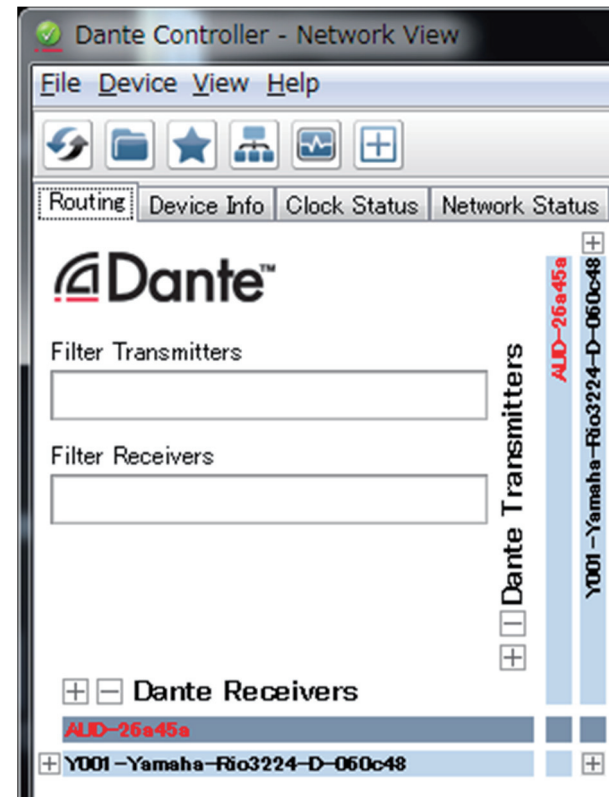 Dante Controller - Network View
File Device View Help
Routing Device Info Clock Status Network Status
Dante™
Filter Transmitters
Filter Receivers
Dante Transmitters
AUD-26a45a
Y001-Yamaha-Rio3224-D-060c48
Dante Receivers
AUD-26a45a
Y001-Yamaha-Rio3224-D-060c48